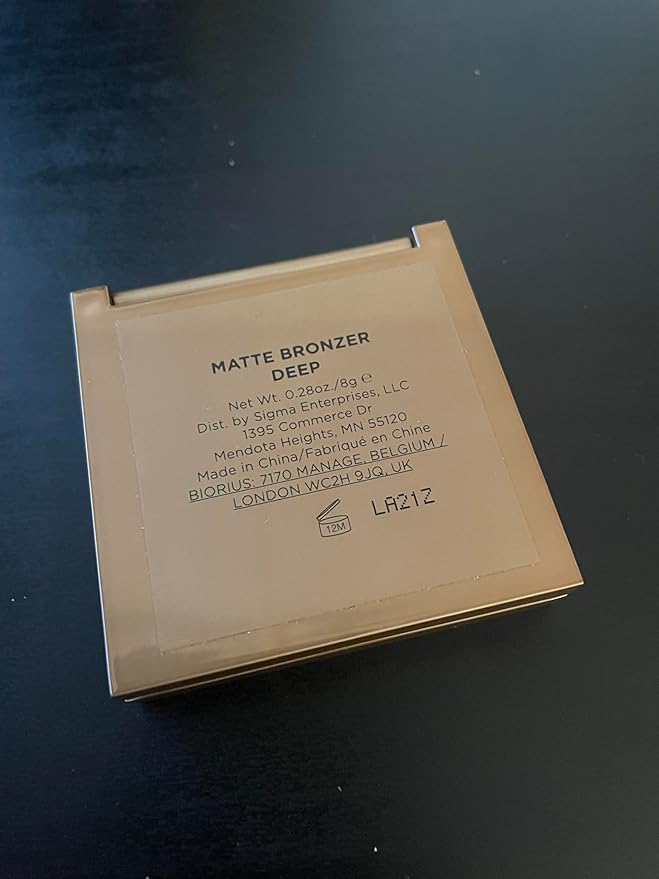 MATTE BRONZER
DEEP
Net Wt. 0.28oz./8g ℮
Dist. by Sigma Enterprises, LLC
1395 Commerce Dr
Mendota Heights, MN 55120
Made in China/Fabriqué en Chine
BIORIUS: 7170 MANAGE, BELGIUM /
LONDON WC2H 9JQ, UK
12M LA21Z